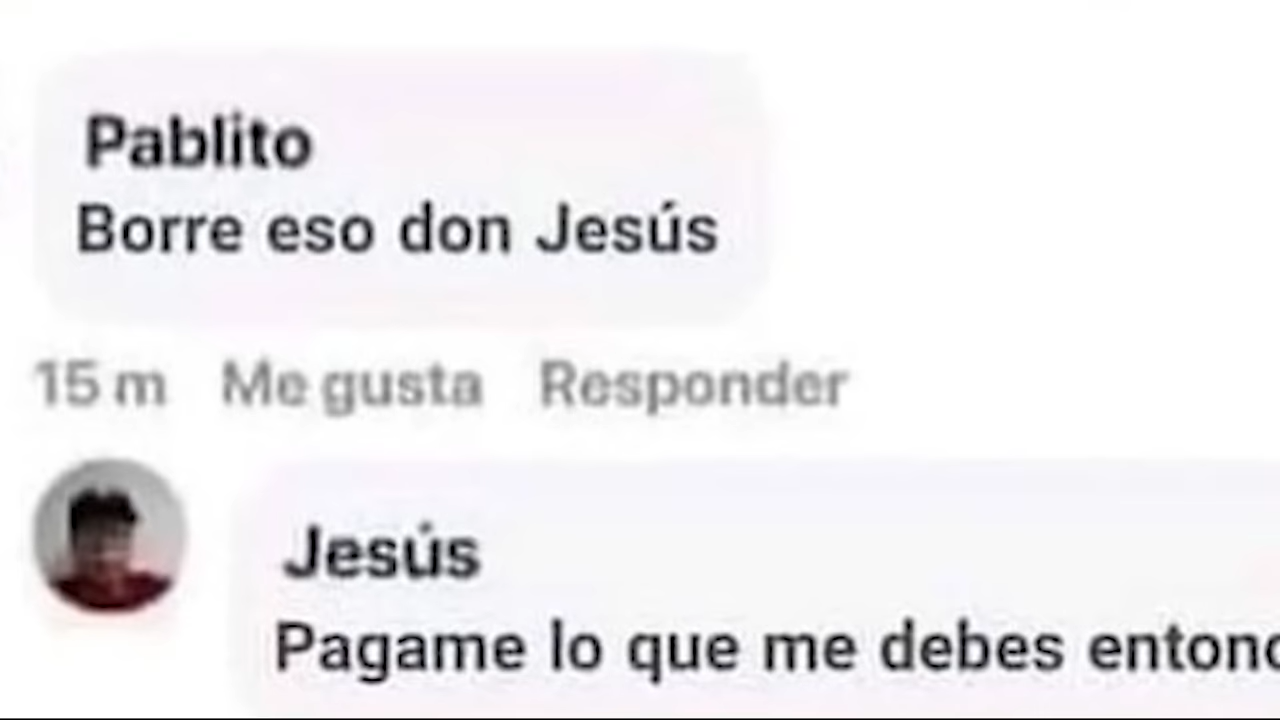 Pablito
Borre eso don Jesús
15 m Me gusta Responder
Jesús
Pagame lo que me debes